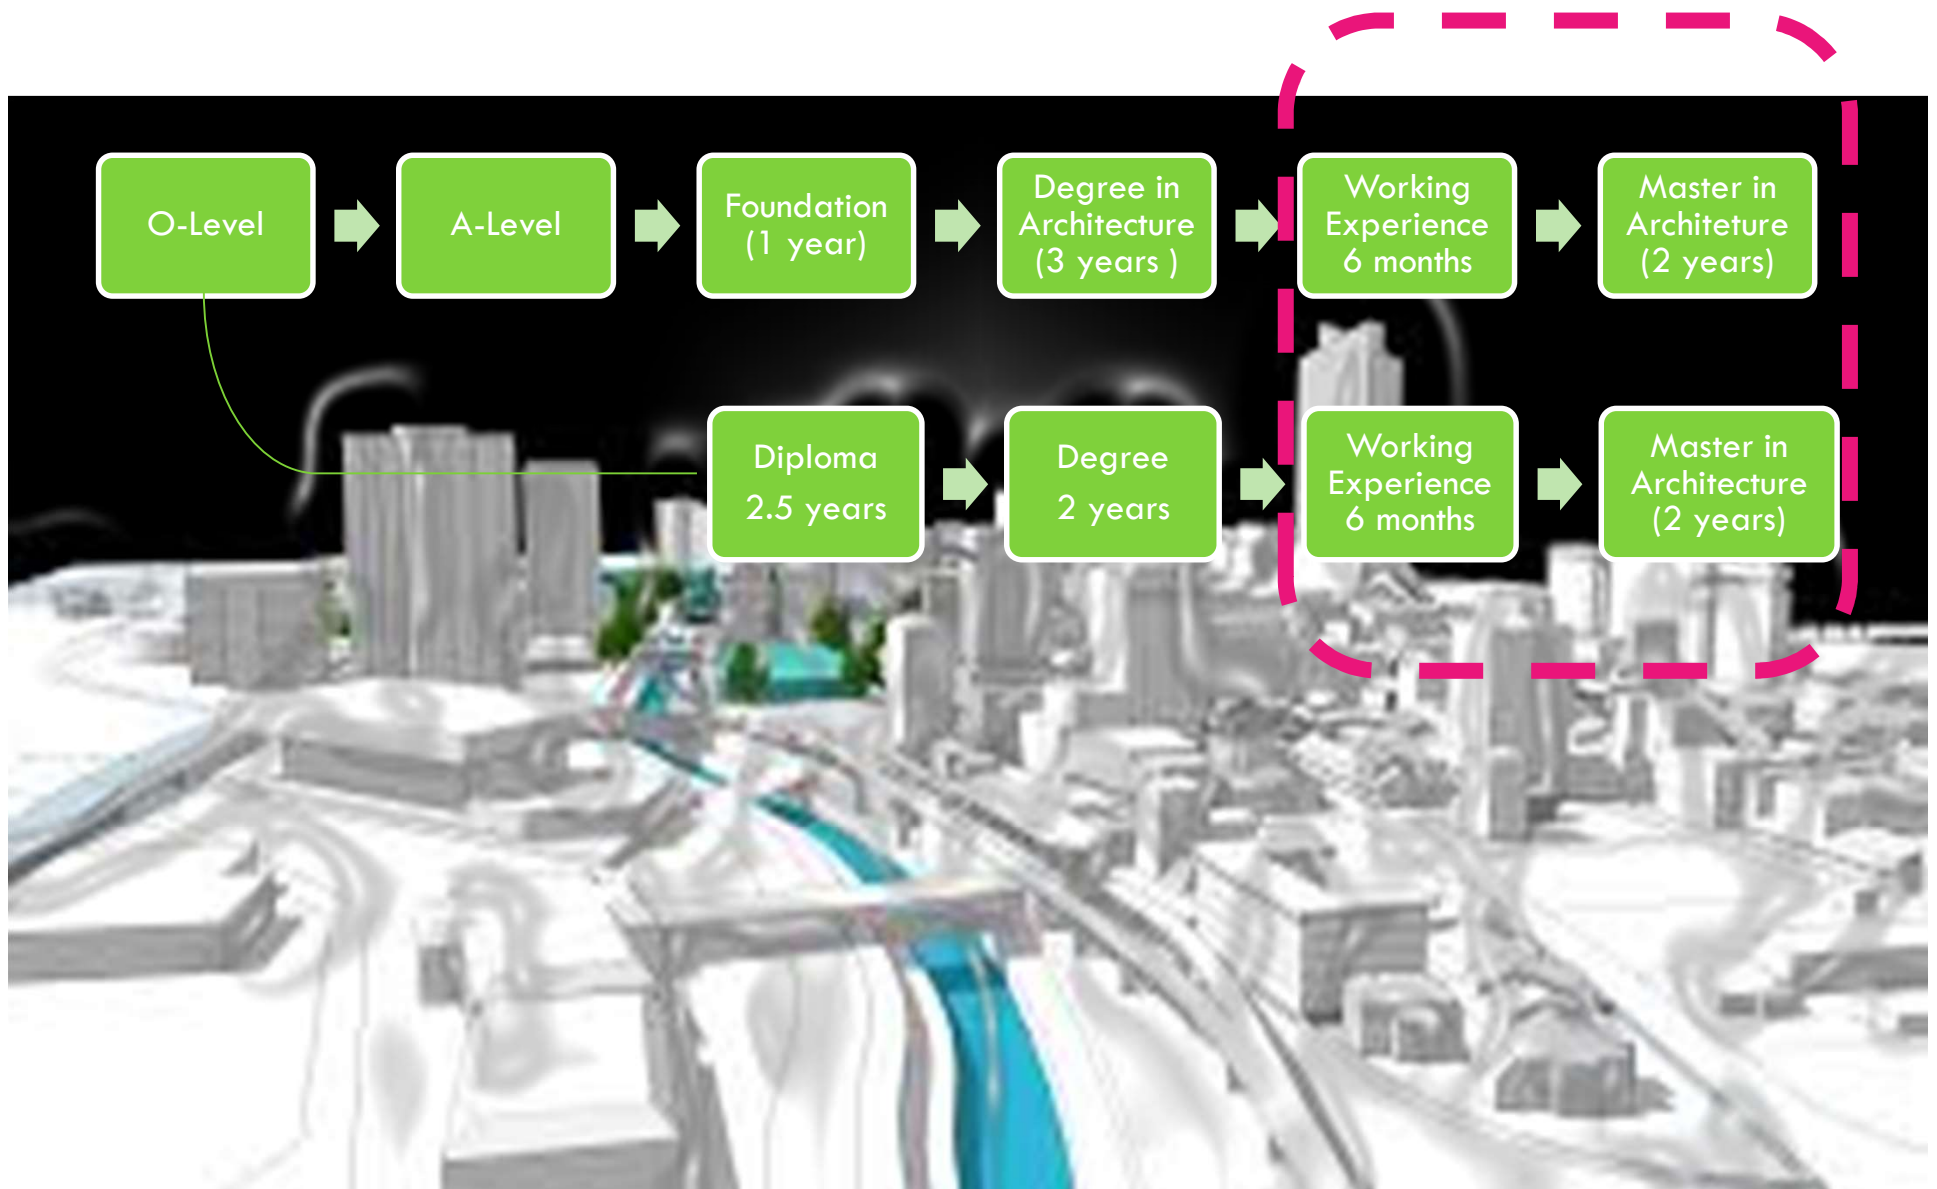 O-Level
A-Level
Foundation
(1 year)
Degree in
Architecture
(3 years )
Working
Experience
6 months
Master in
Architeture
(2 years)
Diploma
2.5 years
Degree
2 years
Working
Experience
6 months
Master in
Architecture
(2 years)